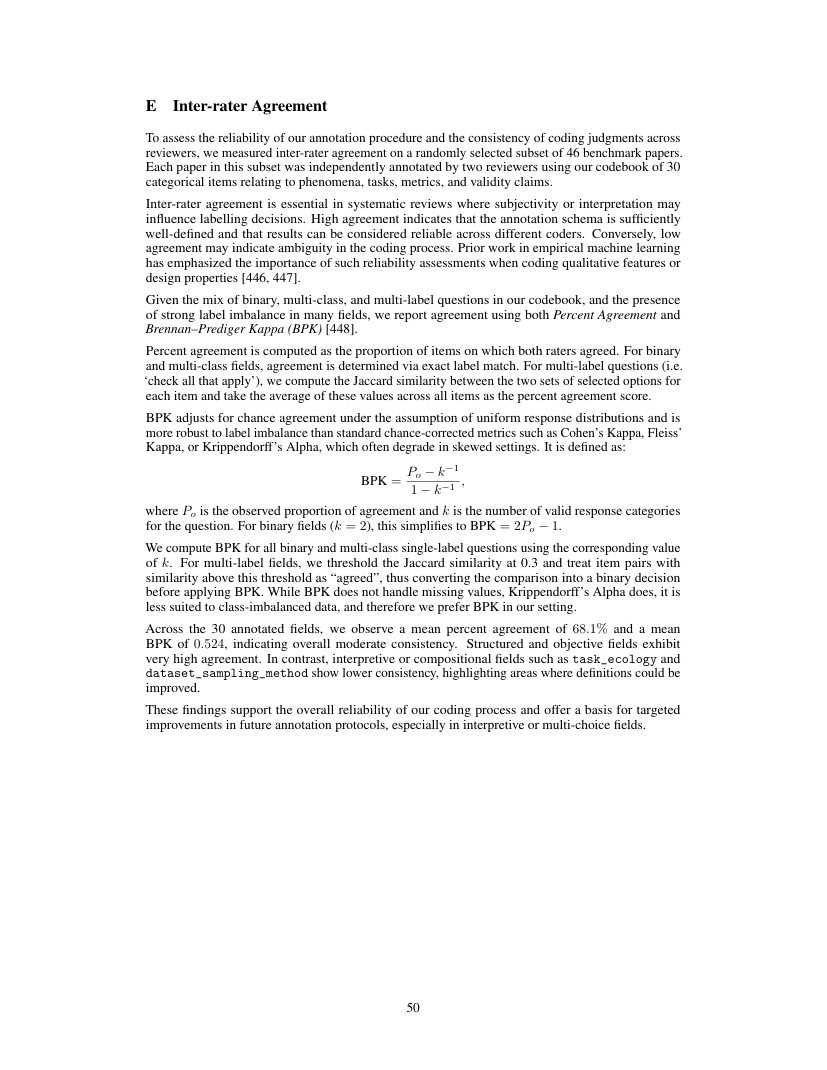 E Inter-rater Agreement
To assess the reliability of our annotation procedure and the consistency of coding judgments across
reviewers, we measured inter-rater agreement on a randomly selected subset of 46 benchmark papers.
Each paper in this subset was independently annotated by two reviewers using our codebook of 30
categorical items relating to phenomena, tasks, metrics, and validity claims.
Inter-rater agreement is essential in systematic reviews where subjectivity or interpretation may
influence labelling decisions. High agreement indicates that the annotation schema is sufficiently
well-defined and that results can be considered reliable across different coders. Conversely, low
agreement may indicate ambiguity in the coding process. Prior work in empirical machine learning
has emphasized the importance of such reliability assessments when coding qualitative features or
design properties [446, 447].
Given the mix of binary, multi-class, and multi-label questions in our codebook, and the presence
of strong label imbalance in many fields, we report agreement using both Percent Agreement and
Brennan–Prediger Kappa (BPK) [448].
Percent agreement is computed as the proportion of items on which both raters agreed. For binary
and multi-class fields, agreement is determined via exact label match. For multi-label questions (i.e.
‘check all that apply’), we compute the Jaccard similarity between the two sets of selected options for
each item and take the average of these values across all items as the percent agreement score.
BPK adjusts for chance agreement under the assumption of uniform response distributions and is
more robust to label imbalance than standard chance-corrected metrics such as Cohen’s Kappa, Fleiss’
Kappa, or Krippendorff’s Alpha, which often degrade in skewed settings. It is defined as:
BPK = (P_o − k^{−1}) / (1 − k^{−1}),
where P_o is the observed proportion of agreement and k is the number of valid response categories
for the question. For binary fields (k = 2), this simplifies to BPK = 2P_o − 1.
We compute BPK for all binary and multi-class single-label questions using the corresponding value
of k. For multi-label fields, we threshold the Jaccard similarity at 0.3 and treat item pairs with
similarity above this threshold as “agreed”, thus converting the comparison into a binary decision
before applying BPK. While BPK does not handle missing values, Krippendorff’s Alpha does, it is
less suited to class-imbalanced data, and therefore we prefer BPK in our setting.
Across the 30 annotated fields, we observe a mean percent agreement of 68.1% and a mean
BPK of 0.524, indicating overall moderate consistency. Structured and objective fields exhibit
very high agreement. In contrast, interpretive or compositional fields such as task_ecology and
dataset_sampling_method show lower consistency, highlighting areas where definitions could be
improved.
These findings support the overall reliability of our coding process and offer a basis for targeted
improvements in future annotation protocols, especially in interpretive or multi-choice fields.
50